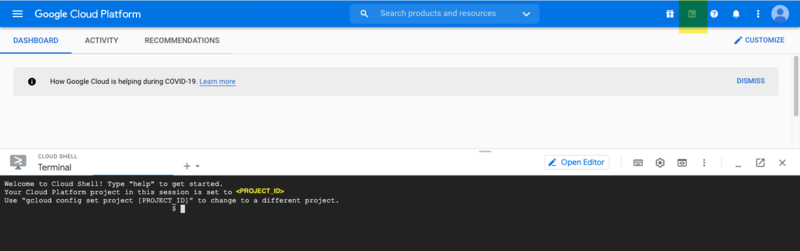 Google Cloud Platform
Search products and resources
DASHBOARD ACTIVITY RECOMMENDATIONS CUSTOMIZE
How Google Cloud is helping during COVID-19. Learn more DISMISS
CLOUD SHELL
Terminal + Open Editor
Welcome to Cloud Shell! Type "help" to get started.
Your Cloud Platform project in this session is set to <PROJECT_ID>
Use "gcloud config set project [PROJECT_ID]" to change to a different project.
$